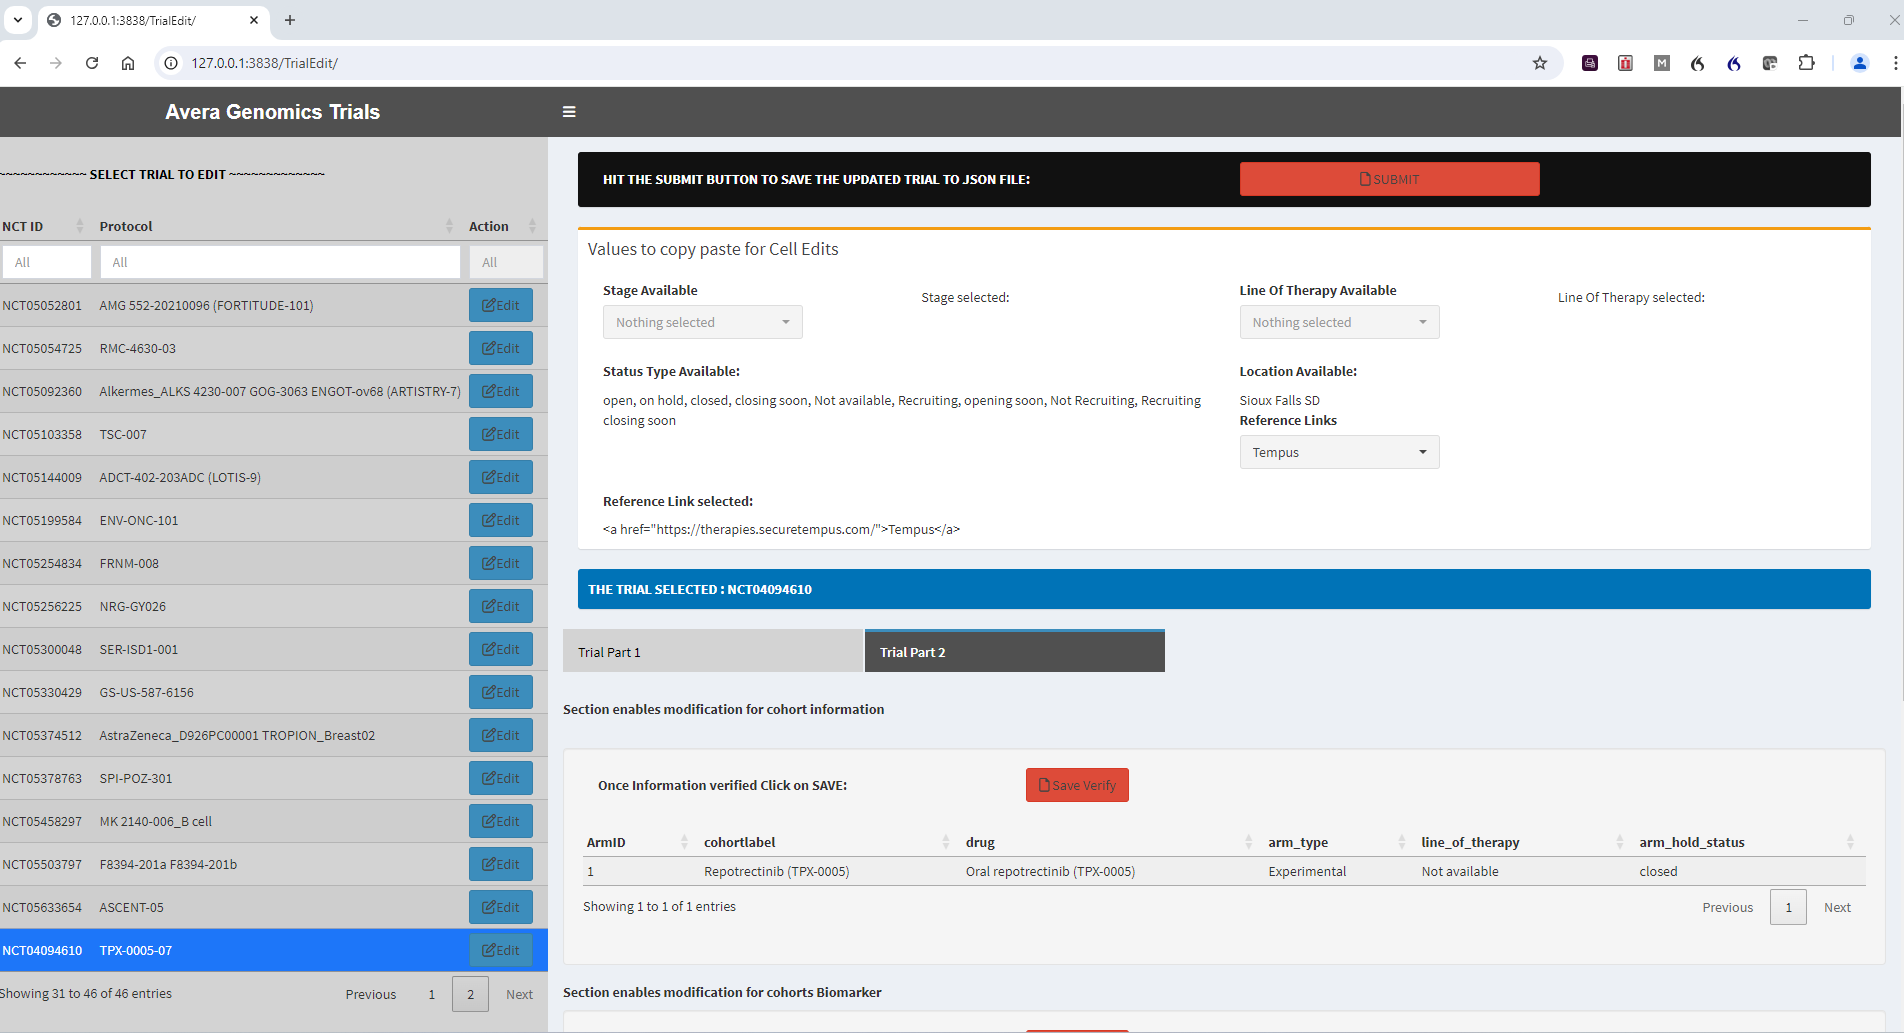 127.0.0.1:3838/TrialEdit/
127.0.0.1:3838/TrialEdit/
Avera Genomics Trials
~~~~~~~~~~~~~ SELECT TRIAL TO EDIT ~~~~~~~~~~~~~
NCT ID Protocol Action
All All All
NCT05052801 AMG 552-20210096 (FORTITUDE-101) Edit
NCT05054725 RMC-4630-03 Edit
NCT05092360 Alkermes_ALKS 4230-007 GOG-3063 ENGOT-ov68 (ARTISTRY-7) Edit
NCT05103358 TSC-007 Edit
NCT05144009 ADCT-402-203ADC (LOTIS-9) Edit
NCT05199584 ENV-ONC-101 Edit
NCT05254834 FRNM-008 Edit
NCT05256225 NRG-GY026 Edit
NCT05300048 SER-ISD1-001 Edit
NCT05330429 GS-US-587-6156 Edit
NCT05374512 AstraZeneca_D926PC00001 TROPION_Breast02 Edit
NCT05378763 SPI-POZ-301 Edit
NCT05458297 MK 2140-006_B cell Edit
NCT05503797 F8394-201a F8394-201b Edit
NCT05633654 ASCENT-05 Edit
NCT04094610 TPX-0005-07 Edit
Showing 31 to 46 of 46 entries Previous 1 2 Next
HIT THE SUBMIT BUTTON TO SAVE THE UPDATED TRIAL TO JSON FILE: SUBMIT
Values to copy paste for Cell Edits
Stage Available Stage selected: Line Of Therapy Available Line Of Therapy selected:
Nothing selected Nothing selected
Status Type Available: Location Available:
open, on hold, closed, closing soon, Not available, Recruiting, opening soon, Not Recruiting, Recruiting Sioux Falls SD
closing soon Reference Links
Tempus
Reference Link selected:
<a href="https://therapies.securetempus.com/">Tempus</a>
THE TRIAL SELECTED : NCT04094610
Trial Part 1 Trial Part 2
Section enables modification for cohort information
Once Information verified Click on SAVE: Save Verify
ArmID cohortlabel drug arm_type line_of_therapy arm_hold_status
1 Repotrectinib (TPX-0005) Oral repotrectinib (TPX-0005) Experimental Not available closed
Showing 1 to 1 of 1 entries Previous 1 Next
Section enables modification for cohorts Biomarker